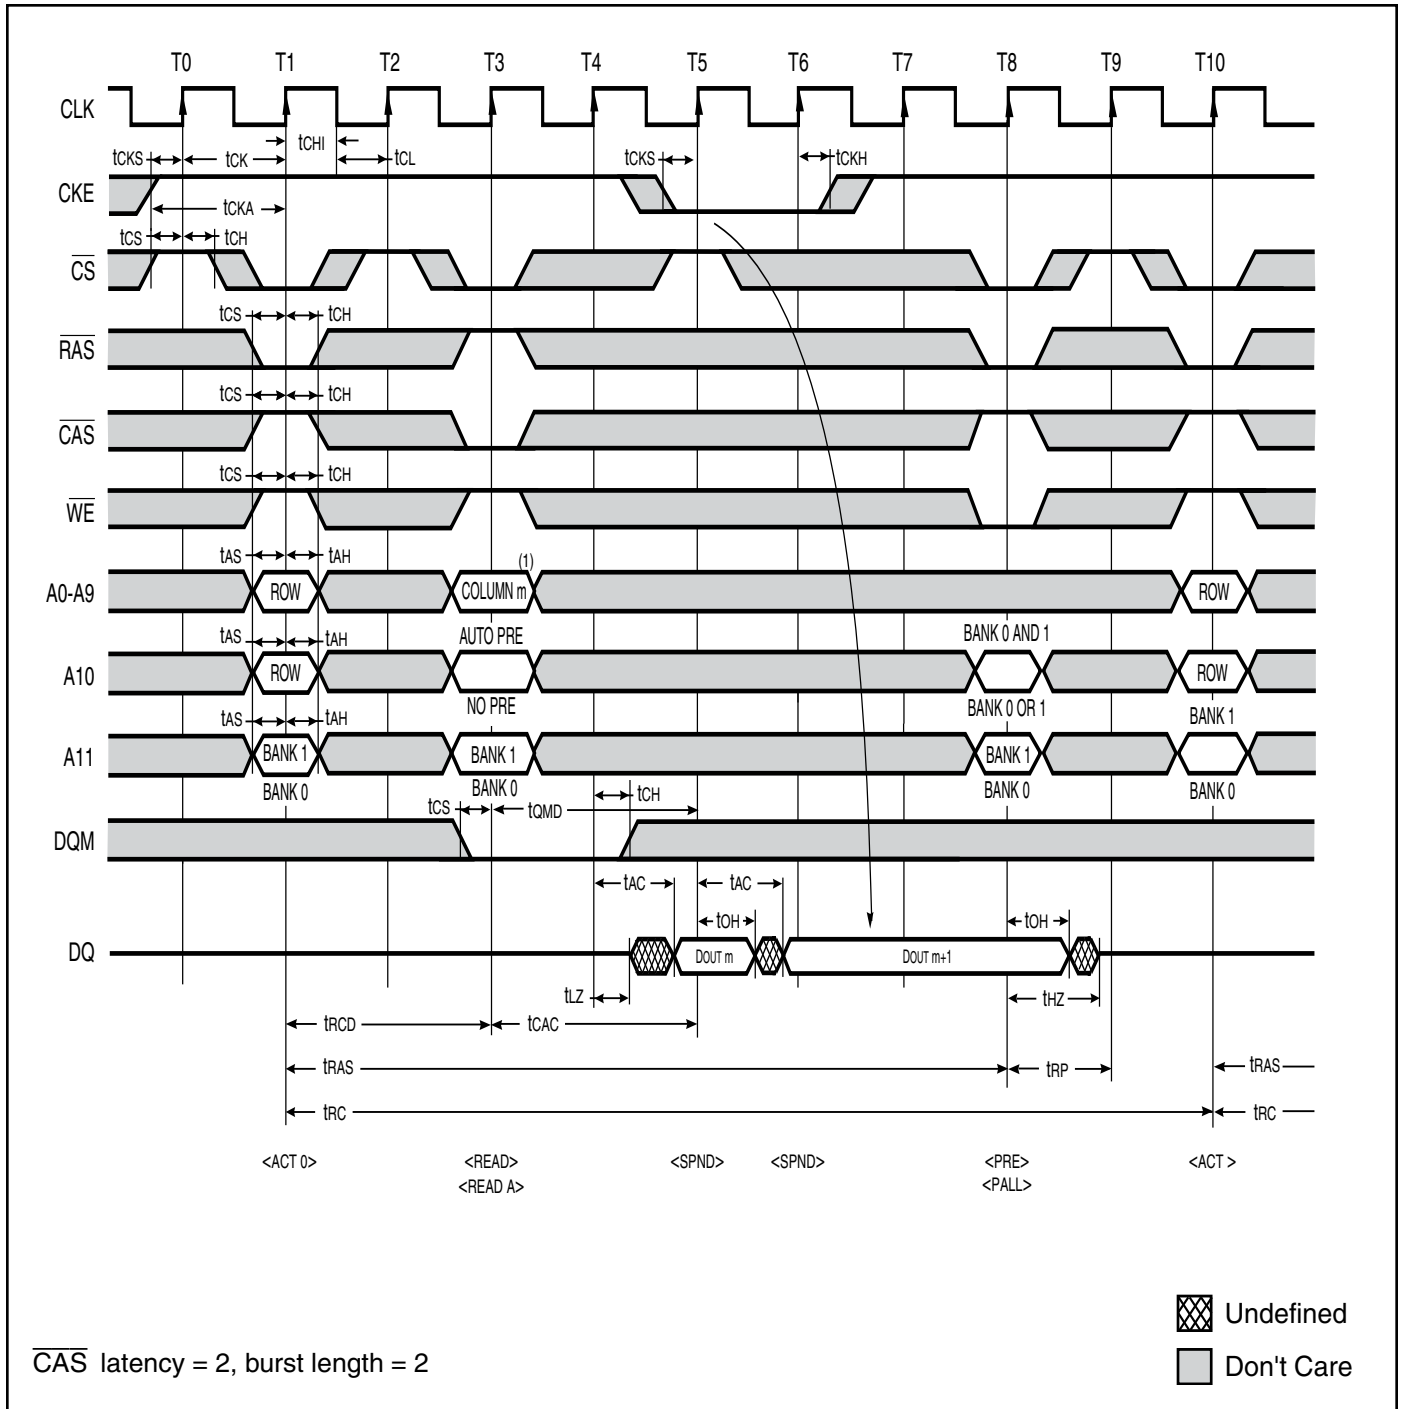 T0 T1 T2 T3 T4 T5 T6 T7 T8 T9 T10
CLK
tCHI
tCKS tCK tCL tCKS tCKH
CKE
tCKA
tCS tCH
CS
tCS tCH
RAS
tCS tCH
CAS
tCS tCH
WE
tAS tAH (1)
A0-A9 ROW COLUMN m ROW
tAS tAH AUTO PRE BANK 0 AND 1
A10 ROW ROW
NO PRE BANK 0 OR 1 BANK 1
tAS tAH
A11 BANK 1 BANK 1 BANK 1
BANK 0 BANK 0 BANK 0 BANK 0
tCS tQMD tCH
DQM
tAC tAC
tOH tOH
DQ DOUT m DOUT m+1
tLZ tHZ
tRCD tCAC
tRAS tRP tRAS
tRC tRC
<ACT 0> <READ> <SPND> <SPND> <PRE> <ACT >
<READ A> <PALL>
Undefined
CAS latency = 2, burst length = 2
Don't Care